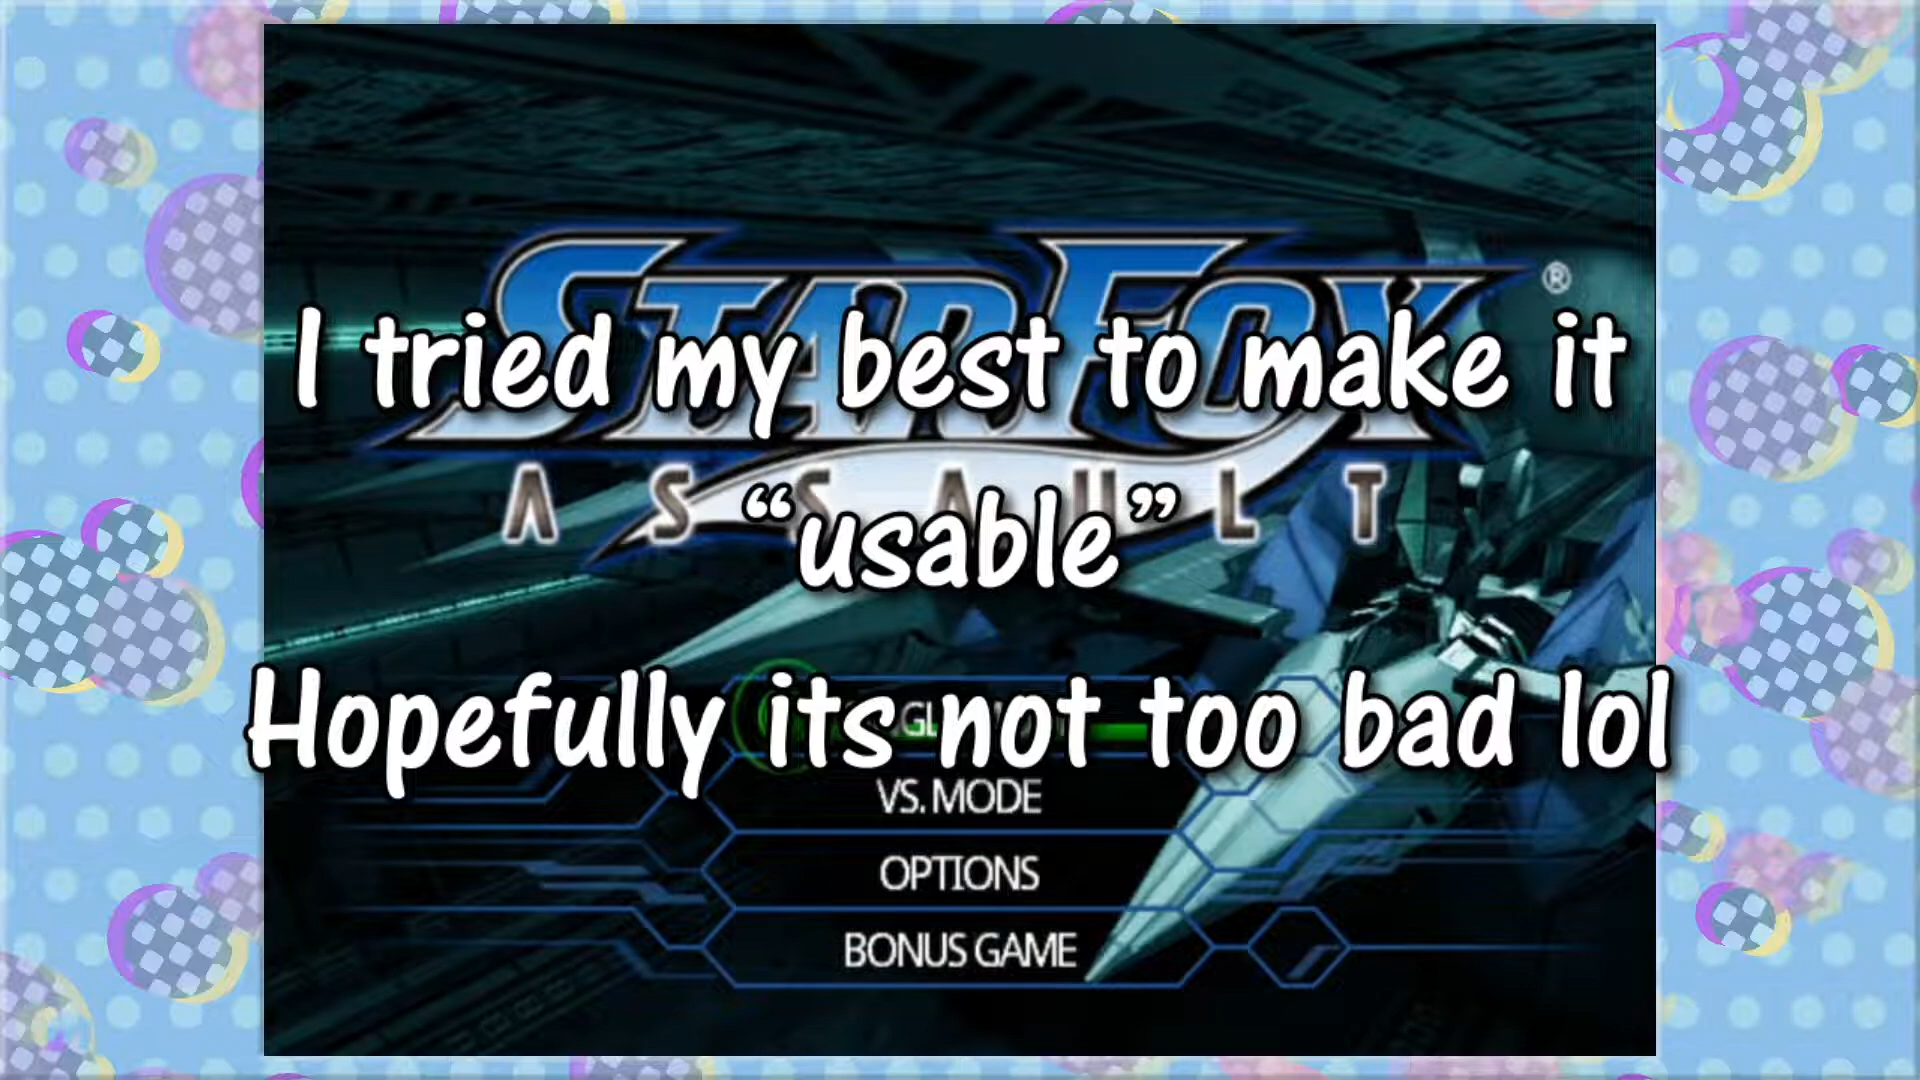 STARFOX ®
I tried my best to make it
ASSAULT
“usable”
Hopefully its not too bad lol
VS. MODE
OPTIONS
BONUS GAME